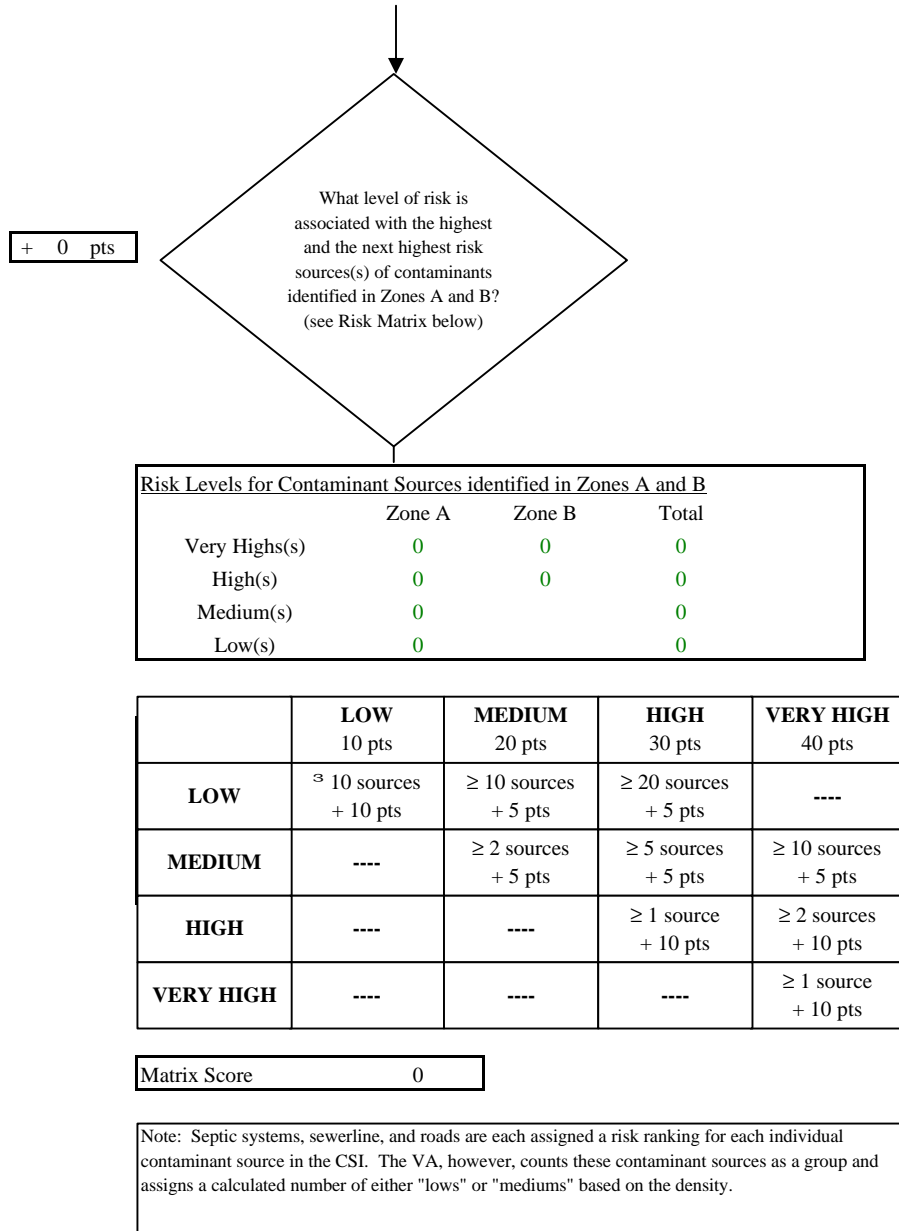 What level of risk is
associated with the highest
and the next highest risk
sources(s) of contaminants
identified in Zones A and B?
(see Risk Matrix below)
+ 0 pts
Risk Levels for Contaminant Sources identified in Zones A and B
Zone A Zone B Total
Very Highs(s) 0 0 0
High(s) 0 0 0
Medium(s) 0 0
Low(s) 0 0
LOW MEDIUM HIGH VERY HIGH
10 pts 20 pts 30 pts 40 pts
LOW ³ 10 sources ≥ 10 sources ≥ 20 sources ----
+ 10 pts + 5 pts + 5 pts
MEDIUM ---- ≥ 2 sources ≥ 5 sources ≥ 10 sources
+ 5 pts + 5 pts + 5 pts
HIGH ---- ---- ≥ 1 source ≥ 2 sources
+ 10 pts + 10 pts
VERY HIGH ---- ---- ---- ≥ 1 source
+ 10 pts
Matrix Score 0
Note: Septic systems, sewerline, and roads are each assigned a risk ranking for each individual
contaminant source in the CSI. The VA, however, counts these contaminant sources as a group and
assigns a calculated number of either "lows" or "mediums" based on the density.